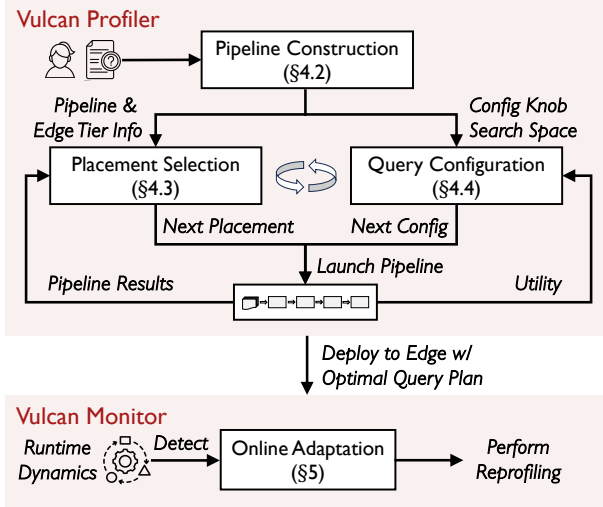 Vulcan Profiler
Pipeline Construction
(§4.2)
Pipeline &
Edge Tier Info
Config Knob
Search Space
Placement Selection
(§4.3)
Query Configuration
(§4.4)
Next Placement
Next Config
Launch Pipeline
Pipeline Results
Utility
Deploy to Edge w/
Optimal Query Plan
Vulcan Monitor
Runtime
Dynamics
Detect
Online Adaptation
(§5)
Perform
Reprofiling